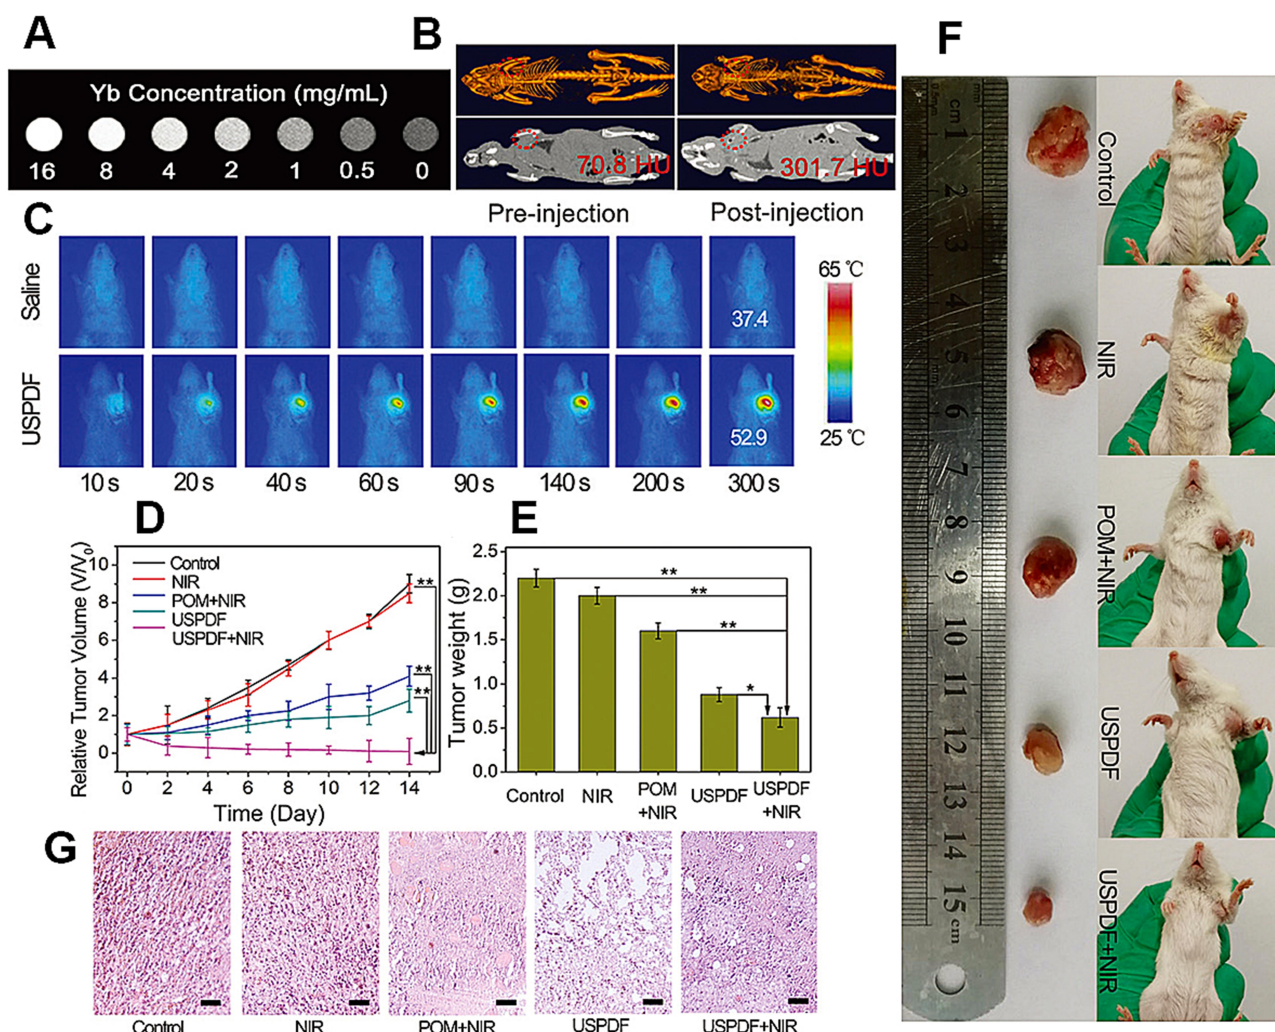 A
Yb Concentration (mg/mL)
16 8 4 2 1 0.5 0
B
70.8 HU 301.7 HU
Pre-injection Post-injection
C
Saline
37.4
USPDF
52.9
65 ℃
25 ℃
10 s 20 s 40 s 60 s 90 s 140 s 200 s 300 s
D
Relative Tumor Volume (V/V0)
10
8
6
4
2
0
Control
NIR
POM+NIR
USPDF
USPDF+NIR
**
**
**
0 2 4 6 8 10 12 14
Time (Day)
E
Tumor weight (g)
2.5
2.0
1.5
1.0
0.5
0.0
**
**
**
*
Control NIR POM +NIR USPDF USPDF +NIR
F
cm
mm
1
2
3
4
5
6
7
8
9
10
11
12
13
14
15 cm
Control
NIR
POM+NIR
USPDF
USPDF+NIR
G
Control NIR POM+NIR USPDF USPDF+NIR